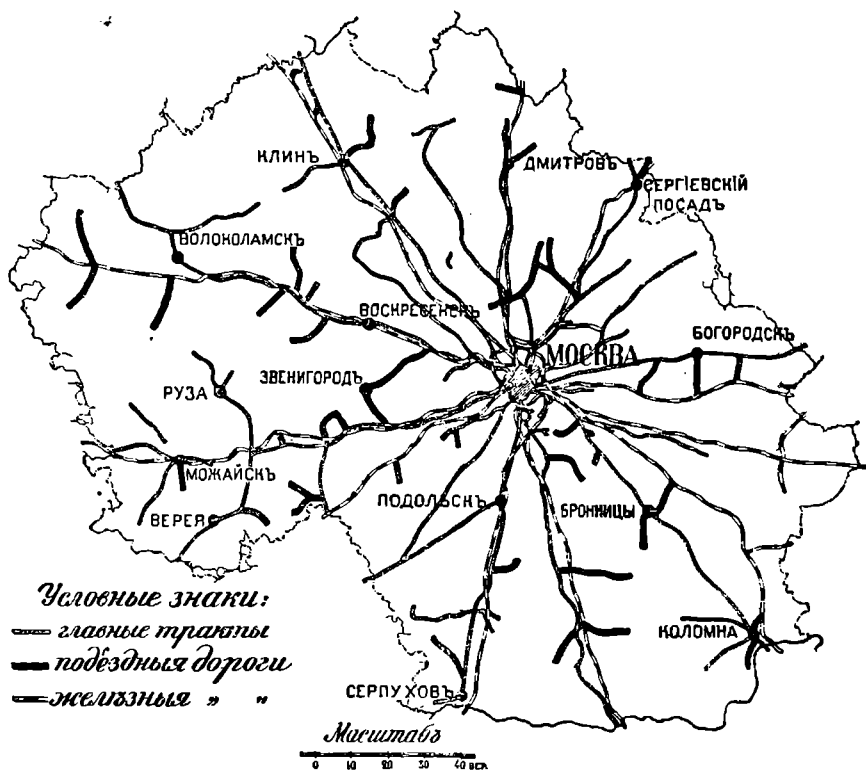 КЛИНЪ
ДМИТРОВЪ
СЕРГІЕВСКІЙ
ПОСАДЪ
ВОЛОКОЛАМСКЪ
ВОСКРЕСЕНСКЪ
БОГОРОДСКЪ
МОСКВА
ЗВЕНИГОРОДЪ
РУЗА
МОЖАЙСКЪ
ПОДОЛЬСКЪ
БРОННИЦЫ
ВЕРЕЯ
Условные знаки:
главные тракты
подѣздныя дороги
желѣзныя „ „
КОЛОМНА
СЕРПУХОВЪ
Масштабъ
0 10 20 30 40 вер.